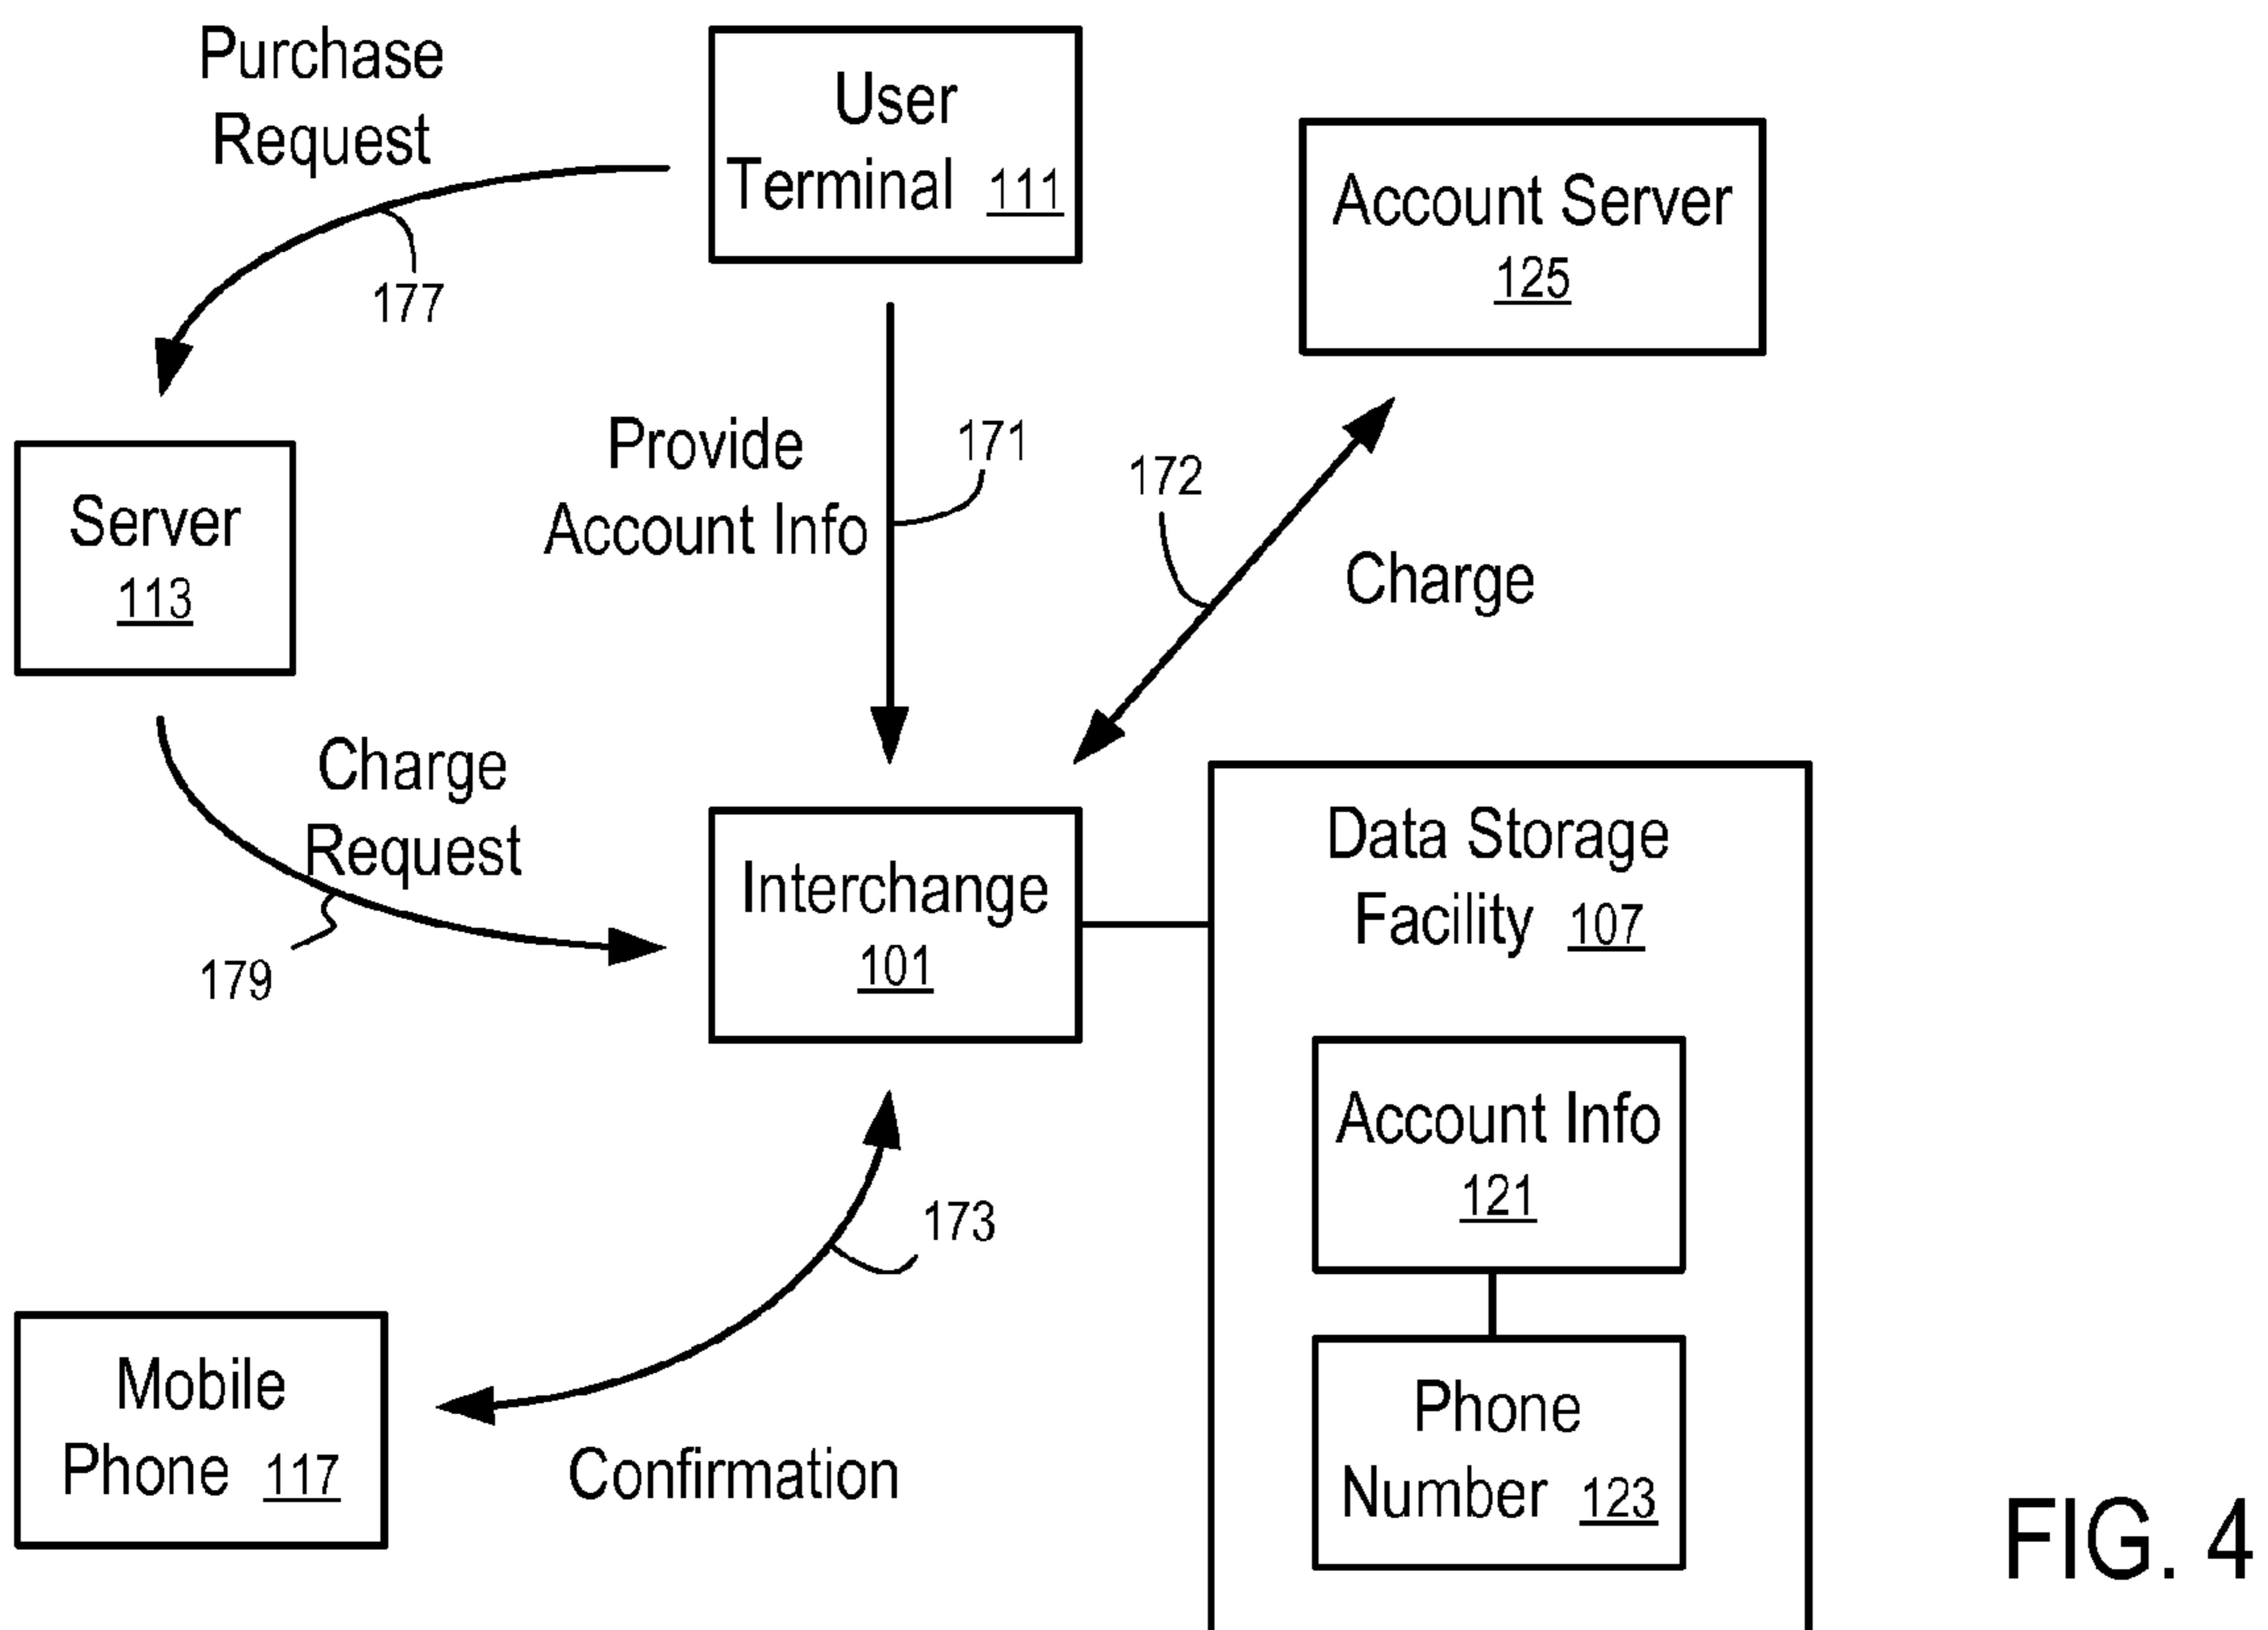 Purchase
Request
177
User
Terminal 111
Account Server
125
Server
113
Provide
Account Info
171
172
Charge
Charge
Request
179
Interchange
101
Data Storage
Facility 107
Account Info
121
Phone
Number 123
173
Mobile
Phone 117
Confirmation
FIG. 4